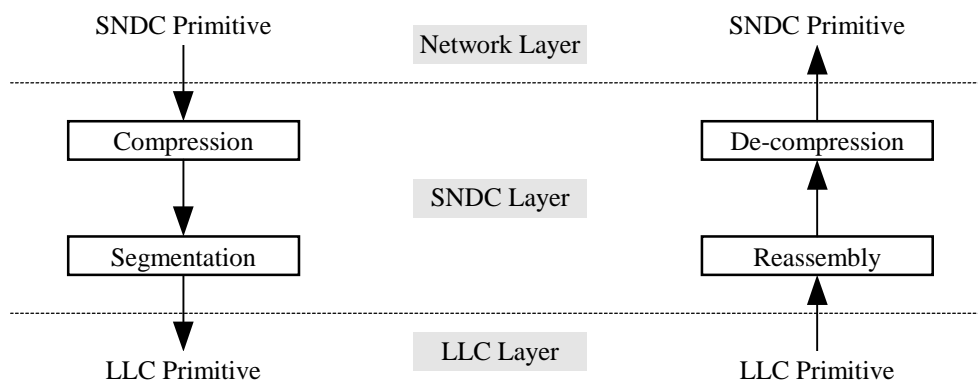 SNDC Primitive
Network Layer
SNDC Primitive
Compression
De-compression
SNDC Layer
Segmentation
Reassembly
LLC Layer
LLC Primitive
LLC Primitive